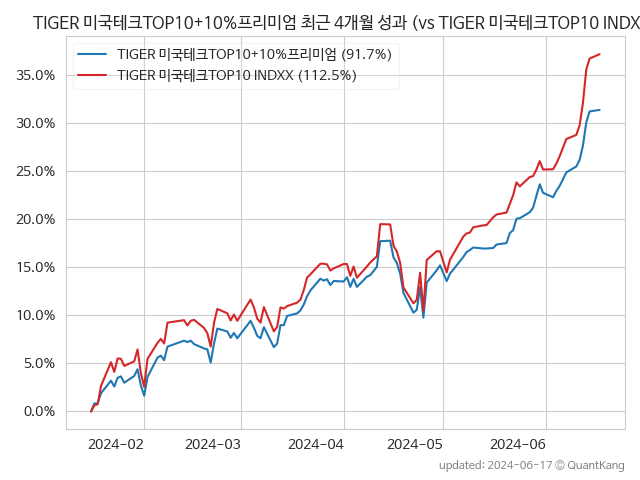 TIGER 미국테크TOP10+10%프리미엄 최근 4개월 성과 (vs TIGER 미국테크TOP10 INDX
TIGER 미국테크TOP10+10%프리미엄 (91.7%)
TIGER 미국테크TOP10 INDXX (112.5%)
35.0%
30.0%
25.0%
20.0%
15.0%
10.0%
5.0%
0.0%
2024-02 2024-03 2024-04 2024-05 2024-06
updated: 2024-06-17 © QuantKang